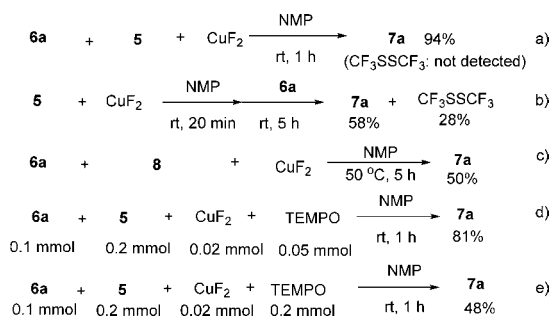 NMP
6a + 5 + CuF2 7a 94% a)
rt, 1 h (CF3SSCF3: not detected)
NMP 6a
5 + CuF2 7a + CF3SSCF3 b)
rt, 20 min rt, 5 h 58% 28%
NMP
6a + 8 + CuF2 7a c)
50 °C, 5 h 50%
NMP
6a + 5 + CuF2 + TEMPO 7a d)
0.1 mmol 0.2 mmol 0.02 mmol 0.05 mmol rt, 1 h 81%
NMP
6a + 5 + CuF2 + TEMPO 7a e)
0.1 mmol 0.2 mmol 0.02 mmol 0.2 mmol rt, 1 h 48%